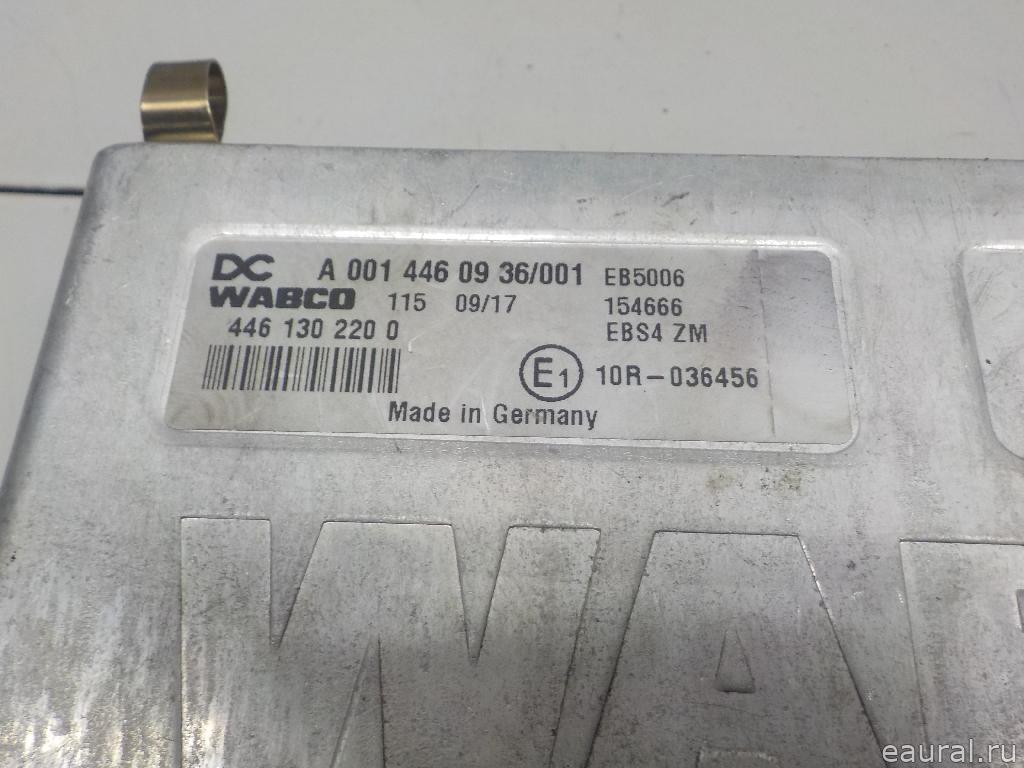 DC A 001 446 09 36/001 EB5006
WABCO 115 09/17 154666
446 130 220 0 EBS4 ZM
E1 10R-036456
Made in Germany
WAB
eaural.ru